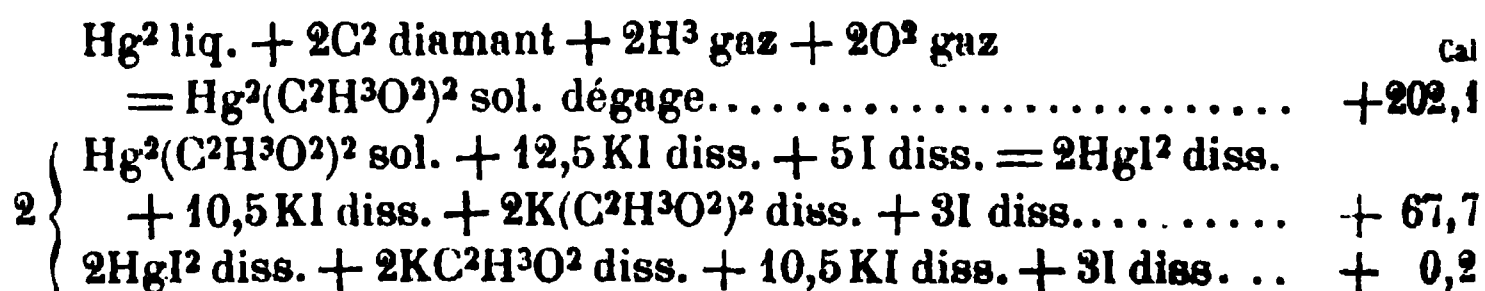 Hg² liq. + 2C² diamant + 2H³ gaz + 2O² gaz Cal
= Hg²(C²H³O²)² sol. dégage........................... +202,1
Hg²(C²H³O²)² sol. + 12,5 KI diss. + 5 I diss. = 2HgI² diss.
2 { + 10,5 KI diss. + 2K(C²H³O²)² diss. + 3I diss.......... + 67,7
2HgI² diss. + 2KC²H³O² diss. + 10,5 KI diss. + 3I diss... + 0,2